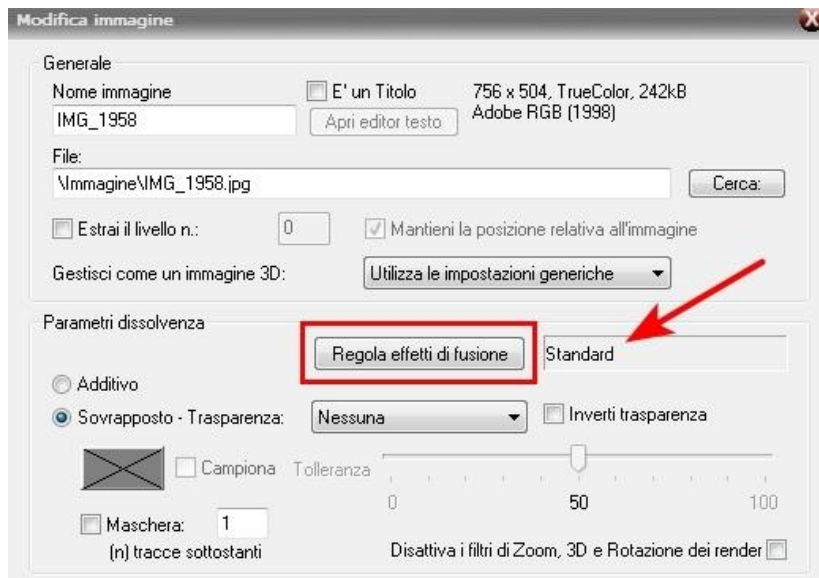 Modifica immagine
Generale
Nome immagine
E' un Titolo
756 x 504, TrueColor, 242kB
IMG_1958
Apri editor testo
Adobe RGB (1998)
File:
\Immagine\IMG_1958.jpg
Cerca:
Estrai il livello n.:
0
Mantieni la posizione relativa all'immagine
Gestisci come un immagine 3D:
Utilizza le impostazioni generiche
Parametri dissolvenza
Regola effetti di fusione
Standard
Additivo
Sovrapposto - Trasparenza:
Nessuna
Inverti trasparenza
Campiona
Tolleranza
0
50
100
Maschera:
1
(n) tracce sottostanti
Disattiva i filtri di Zoom, 3D e Rotazione dei render